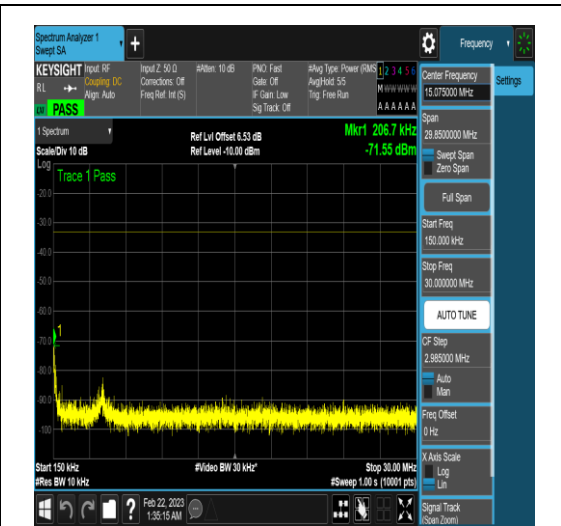 Spectrum Analyzer 1
Swept SA
+
Frequency
KEYSIGHT
RL
PASS
Input: RF
Coupling: DC
Align: Auto
Input Z: 50 Ω
Corrections: Off
Freq Ref: Int (S)
#Atten: 10 dB
PNO: Fast
Gate: Off
IF Gain: Low
Sig Track: Off
#Avg Type: Power (RMS
Avg|Hold: 5/5
Trig: Free Run
1 2 3 4 5 6
M W W W W W
A A A A A A
1 Spectrum
Scale/Div 10 dB
Ref Lvl Offset 6.53 dB
Ref Level -10.00 dBm
Mkr1 206.7 kHz
-71.55 dBm
Log
Trace 1 Pass
-20.0
-30.0
-40.0
-50.0
-60.0
-70.0
-80.0
-90.0
-100
1
Start 150 kHz
#Res BW 10 kHz
#Video BW 30 kHz*
Stop 30.00 MHz
#Sweep 1.00 s (10001 pts)
Feb 22, 2023
1:35:15 AM
Center Frequency
15.075000 MHz
Span
29.8500000 MHz
Swept Span
Zero Span
Full Span
Start Freq
150.000 kHz
Stop Freq
30.000000 MHz
AUTO TUNE
CF Step
2.985000 MHz
Auto
Man
Freq Offset
0 Hz
X Axis Scale
Log
Lin
Signal Track
(Span Zoom)
Settings